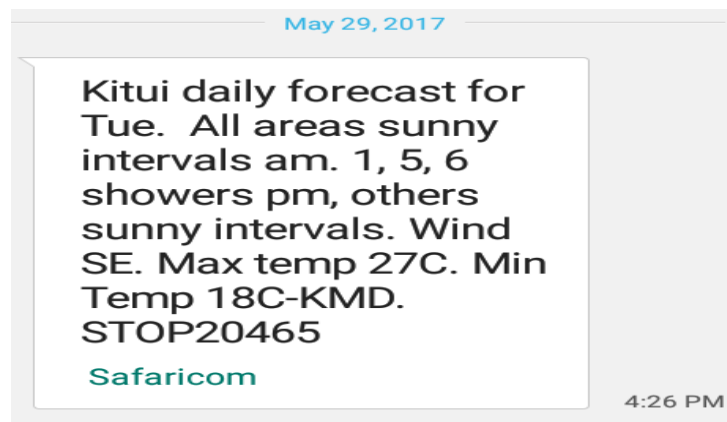 May 29, 2017
Kitui daily forecast for
Tue.  All areas sunny
intervals am. 1, 5, 6
showers pm, others
sunny intervals. Wind
SE. Max temp 27C. Min
Temp 18C-KMD.
STOP20465
Safaricom
4:26 PM